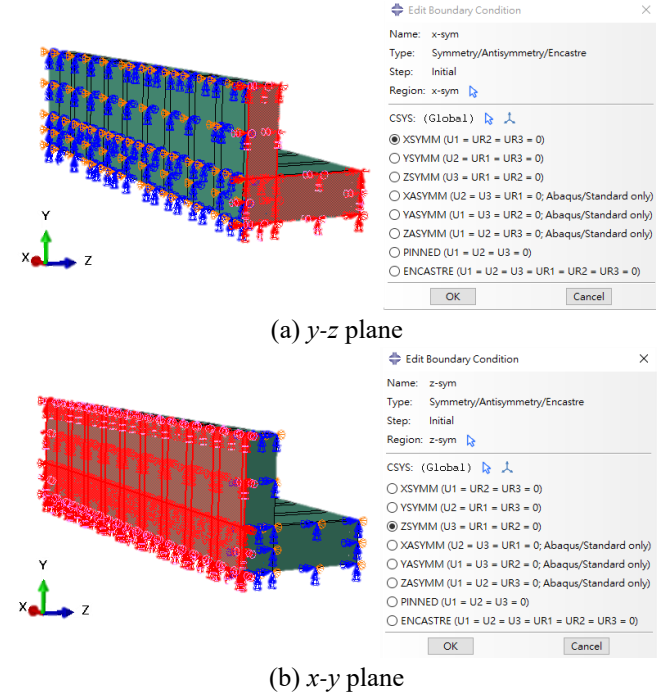 Edit Boundary Condition
Name: x-sym
Type: Symmetry/Antisymmetry/Encastre
Step: Initial
Region: x-sym
CSYS: (Global)
XSYMM (U1 = UR2 = UR3 = 0)
YSYMM (U2 = UR1 = UR3 = 0)
ZSYMM (U3 = UR1 = UR2 = 0)
XASYMM (U2 = U3 = UR1 = 0; Abaqus/Standard only)
YASYMM (U1 = U3 = UR2 = 0; Abaqus/Standard only)
ZASYMM (U1 = U2 = UR3 = 0; Abaqus/Standard only)
PINNED (U1 = U2 = U3 = 0)
ENCASTRE (U1 = U2 = U3 = UR1 = UR2 = UR3 = 0)
OK Cancel
Y
X Z
(a) y-z plane
Edit Boundary Condition
Name: z-sym
Type: Symmetry/Antisymmetry/Encastre
Step: Initial
Region: z-sym
CSYS: (Global)
XSYMM (U1 = UR2 = UR3 = 0)
YSYMM (U2 = UR1 = UR3 = 0)
ZSYMM (U3 = UR1 = UR2 = 0)
XASYMM (U2 = U3 = UR1 = 0; Abaqus/Standard only)
YASYMM (U1 = U3 = UR2 = 0; Abaqus/Standard only)
ZASYMM (U1 = U2 = UR3 = 0; Abaqus/Standard only)
PINNED (U1 = U2 = U3 = 0)
ENCASTRE (U1 = U2 = U3 = UR1 = UR2 = UR3 = 0)
OK Cancel
Y
X Z
(b) x-y plane